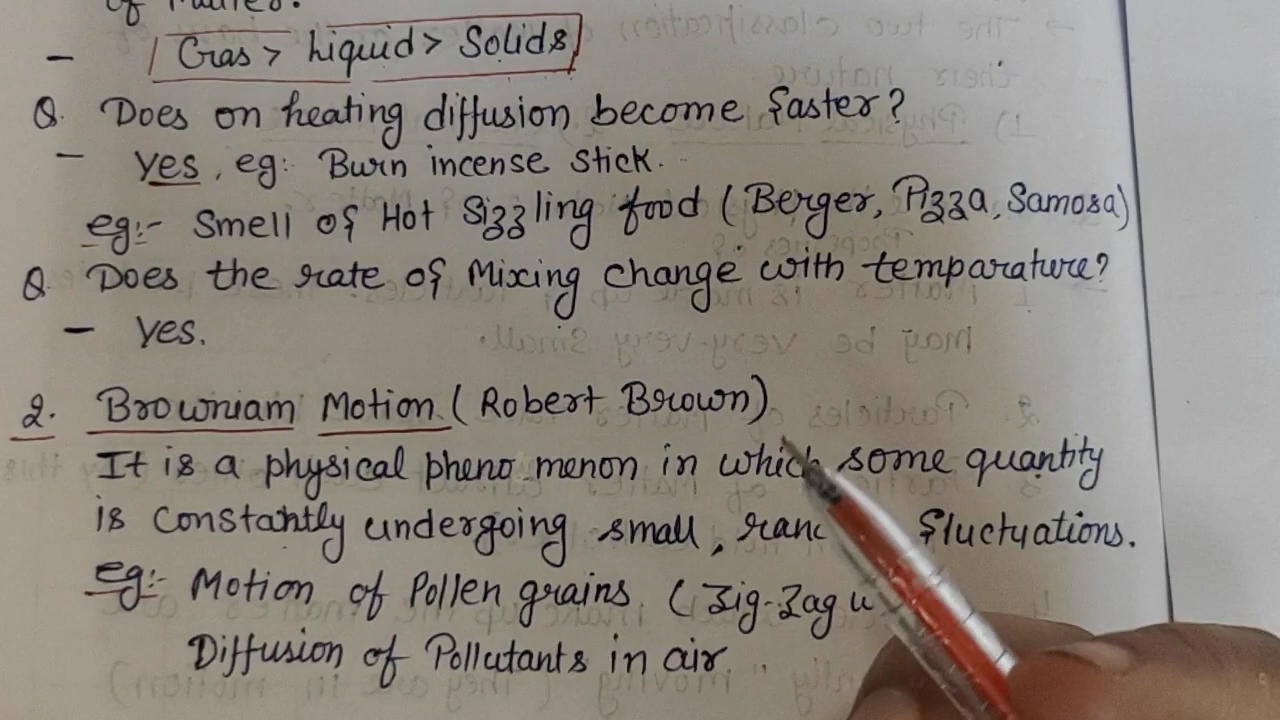 - Gas > Liquid > Solids
Q. Does on heating diffusion become faster?
- Yes, eg: Burn incense stick.
eg:- Smell of Hot Sizzling food (Berger, Pizza, Samosa)
Q Does the rate of Mixing change with temparature?
- Yes.
2. Browniam Motion (Robert Brown)
It is a physical pheno menon in which some quantity
is constantly undergoing small, fluctuations.
eg:- Motion of Pollen grains (Zig-Zag
Diffusion of Pollutants in air